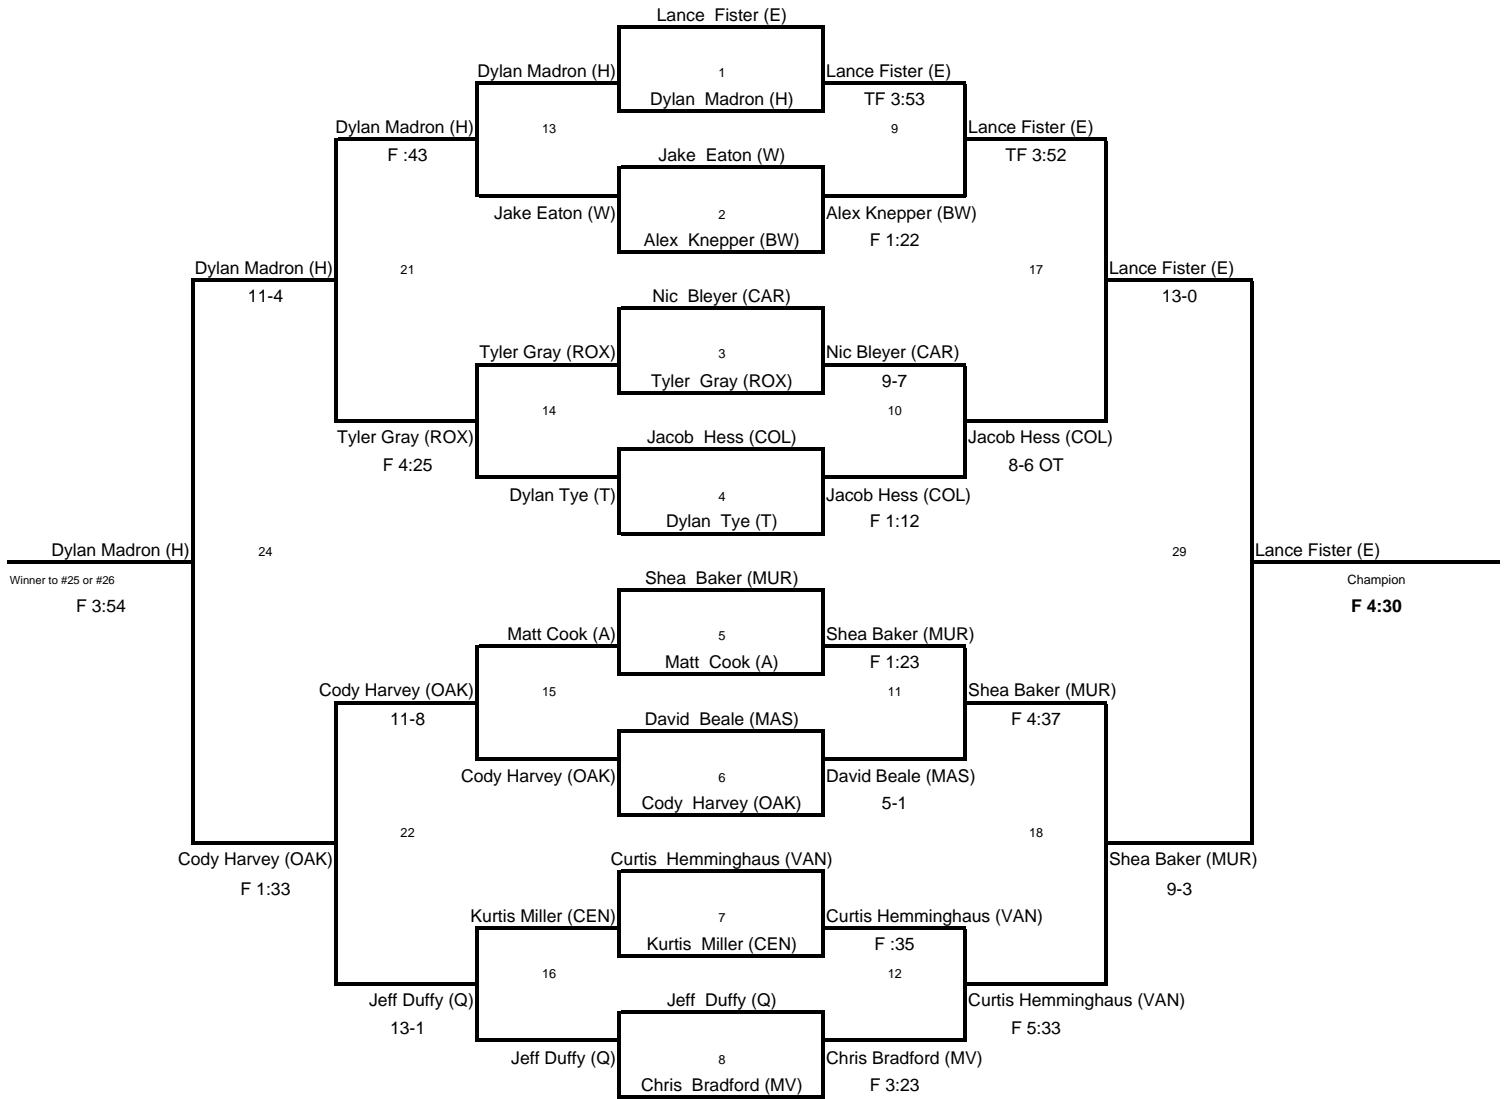 Lance Fister (E)
Dylan Madron (H)
1
Lance Fister (E)
Dylan Madron (H)
TF 3:53
Dylan Madron (H)
13
9
Lance Fister (E)
F :43
Jake Eaton (W)
TF 3:52
Jake Eaton (W)
2
Alex Knepper (BW)
Alex Knepper (BW)
F 1:22
Dylan Madron (H)
21
17
Lance Fister (E)
11-4
Nic Bleyer (CAR)
13-0
Tyler Gray (ROX)
3
Nic Bleyer (CAR)
Tyler Gray (ROX)
9-7
14
10
Tyler Gray (ROX)
Jacob Hess (COL)
Jacob Hess (COL)
F 4:25
8-6 OT
Dylan Tye (T)
4
Jacob Hess (COL)
Dylan Tye (T)
F 1:12
Dylan Madron (H)
24
29
Lance Fister (E)
Winner to #25 or #26
Shea Baker (MUR)
Champion
F 3:54
F 4:30
Matt Cook (A)
5
Shea Baker (MUR)
Matt Cook (A)
F 1:23
Cody Harvey (OAK)
15
11
Shea Baker (MUR)
11-8
David Beale (MAS)
F 4:37
Cody Harvey (OAK)
6
David Beale (MAS)
Cody Harvey (OAK)
5-1
22
18
Cody Harvey (OAK)
Curtis Hemminghaus (VAN)
Shea Baker (MUR)
F 1:33
9-3
Kurtis Miller (CEN)
7
Curtis Hemminghaus (VAN)
Kurtis Miller (CEN)
F :35
16
12
Jeff Duffy (Q)
Jeff Duffy (Q)
Curtis Hemminghaus (VAN)
13-1
F 5:33
Jeff Duffy (Q)
8
Chris Bradford (MV)
Chris Bradford (MV)
F 3:23